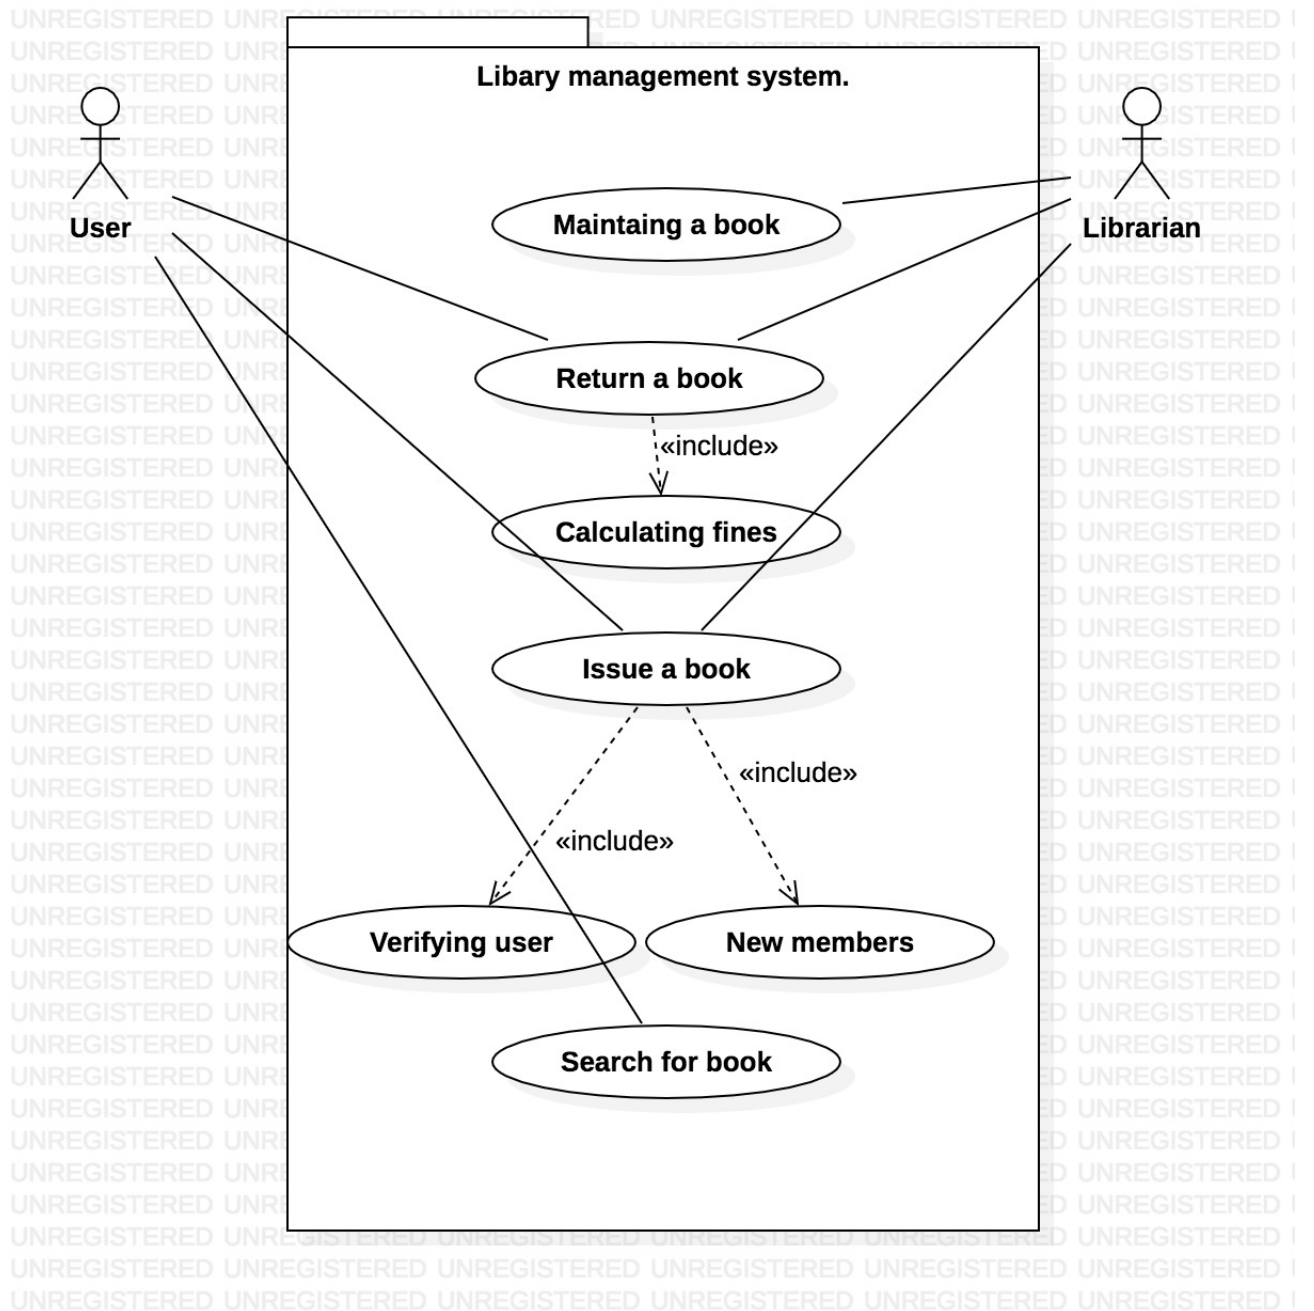 Libary management system.
User
Librarian
Maintaing a book
Return a book
«include»
Calculating fines
Issue a book
«include»
«include»
Verifying user
New members
Search for book
UNREGISTERED